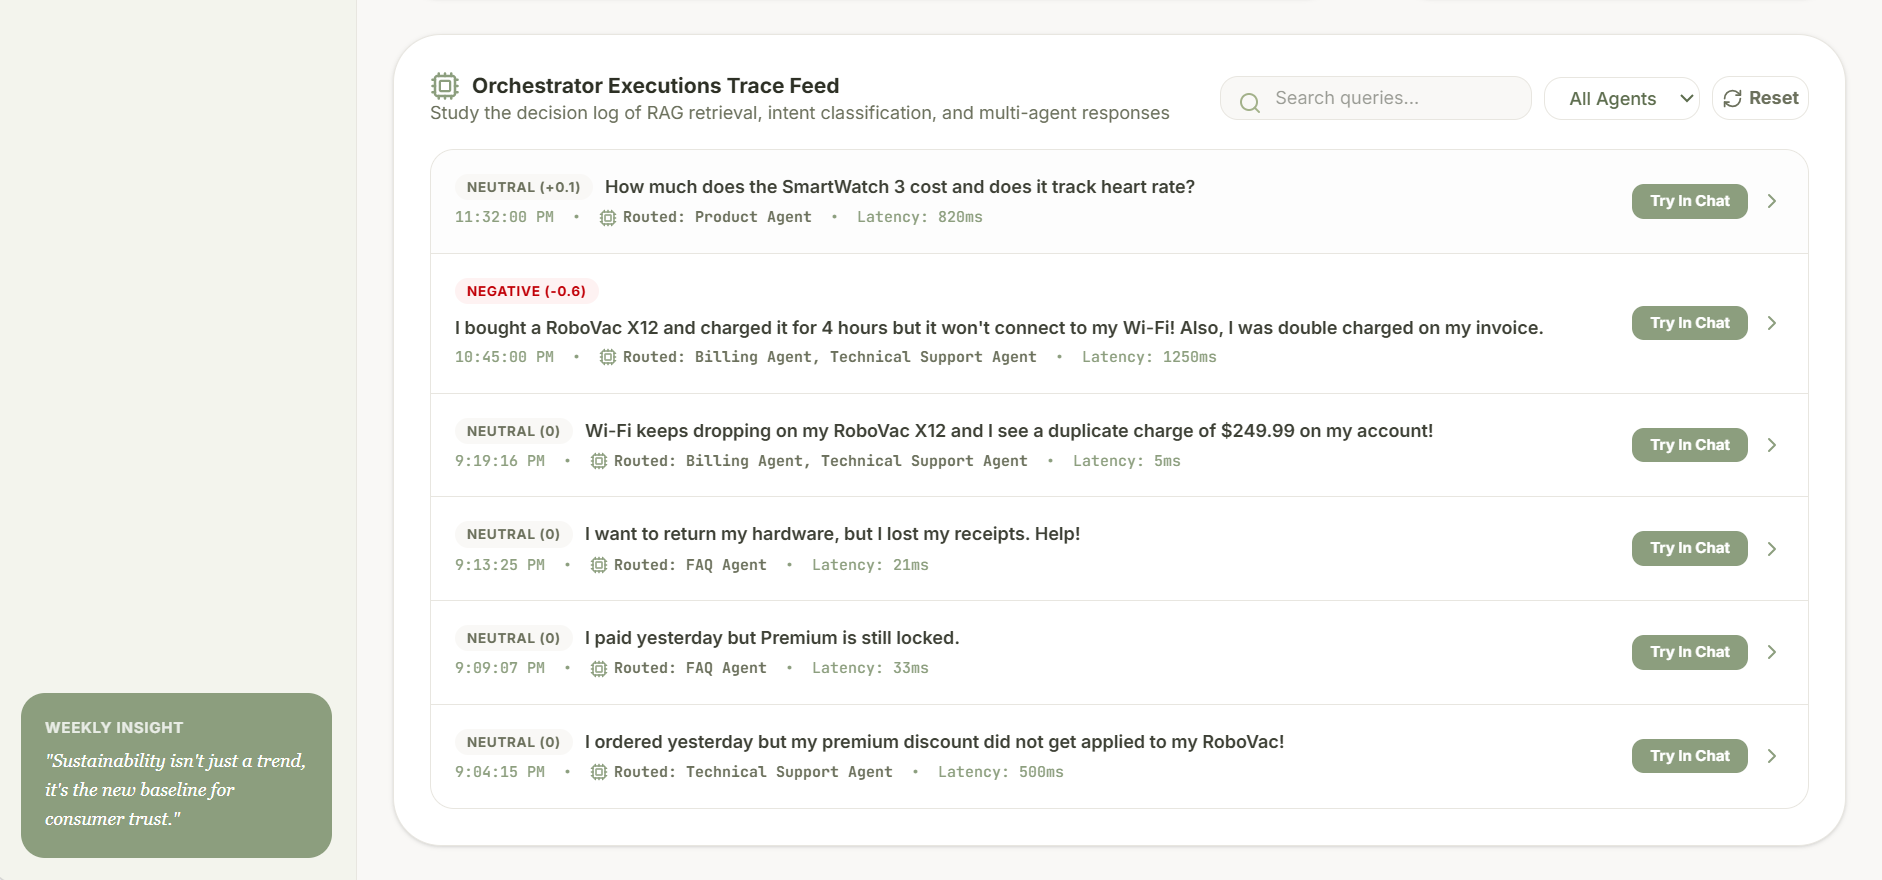 Orchestrator Executions Trace Feed
Study the decision log of RAG retrieval, intent classification, and multi-agent responses
Search queries...
All Agents
Reset
NEUTRAL (+0.1) How much does the SmartWatch 3 cost and does it track heart rate?
11:32:00 PM • Routed: Product Agent • Latency: 820ms
Try In Chat
NEGATIVE (-0.6)
I bought a RoboVac X12 and charged it for 4 hours but it won't connect to my Wi-Fi! Also, I was double charged on my invoice.
10:45:00 PM • Routed: Billing Agent, Technical Support Agent • Latency: 1250ms
Try In Chat
NEUTRAL (0) Wi-Fi keeps dropping on my RoboVac X12 and I see a duplicate charge of $249.99 on my account!
9:19:16 PM • Routed: Billing Agent, Technical Support Agent • Latency: 5ms
Try In Chat
NEUTRAL (0) I want to return my hardware, but I lost my receipts. Help!
9:13:25 PM • Routed: FAQ Agent • Latency: 21ms
Try In Chat
NEUTRAL (0) I paid yesterday but Premium is still locked.
9:09:07 PM • Routed: FAQ Agent • Latency: 33ms
Try In Chat
NEUTRAL (0) I ordered yesterday but my premium discount did not get applied to my RoboVac!
9:04:15 PM • Routed: Technical Support Agent • Latency: 500ms
Try In Chat
WEEKLY INSIGHT
"Sustainability isn't just a trend,
it's the new baseline for
consumer trust."